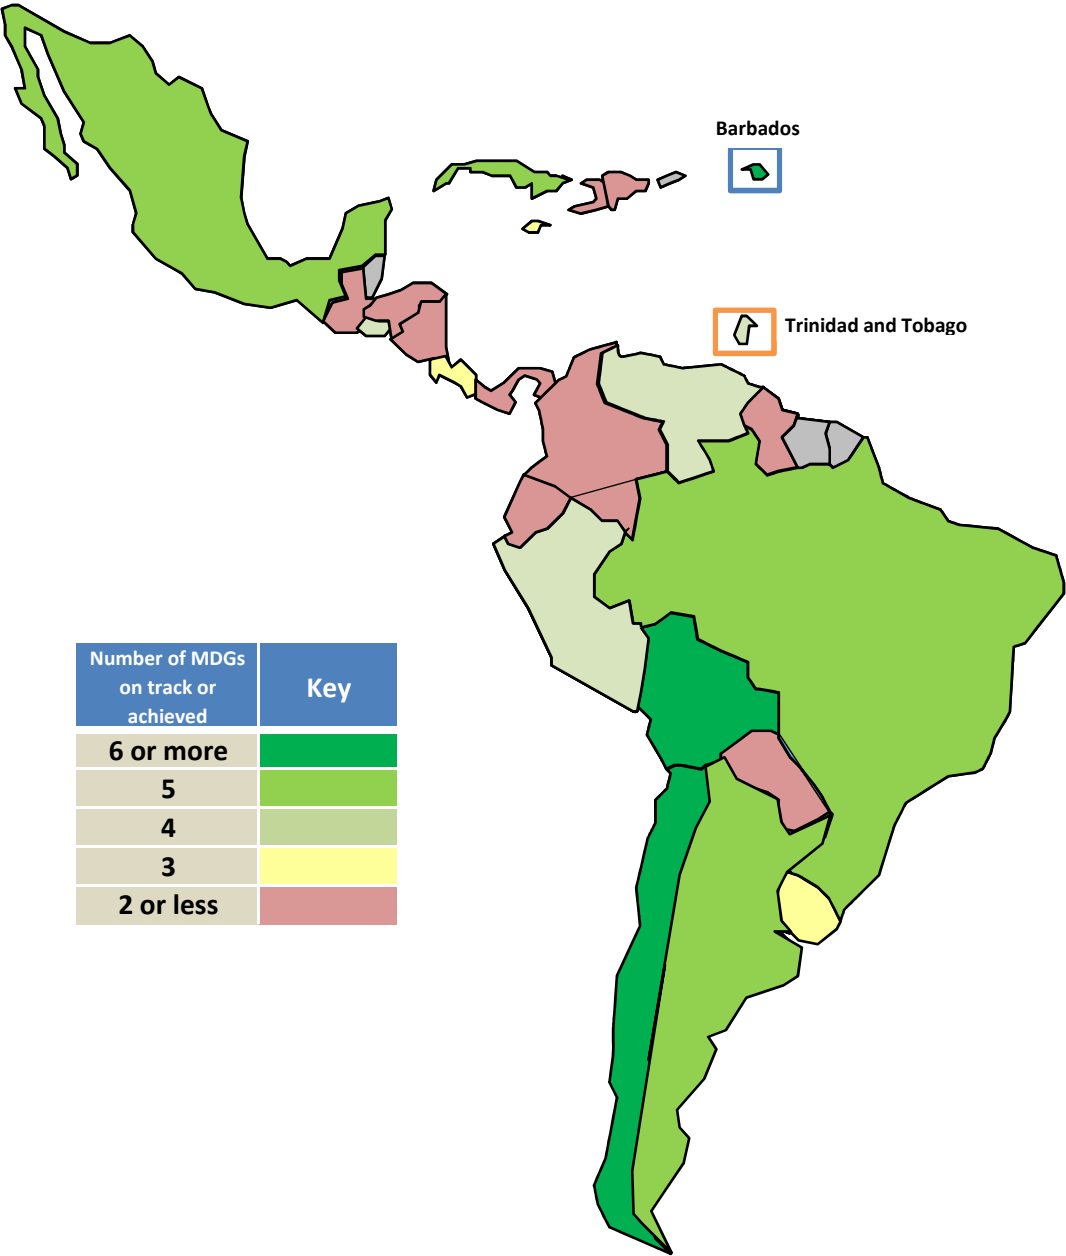 Barbados
Trinidad and Tobago
Number of MDGs
on track or
achieved
Key
6 or more
5
4
3
2 or less